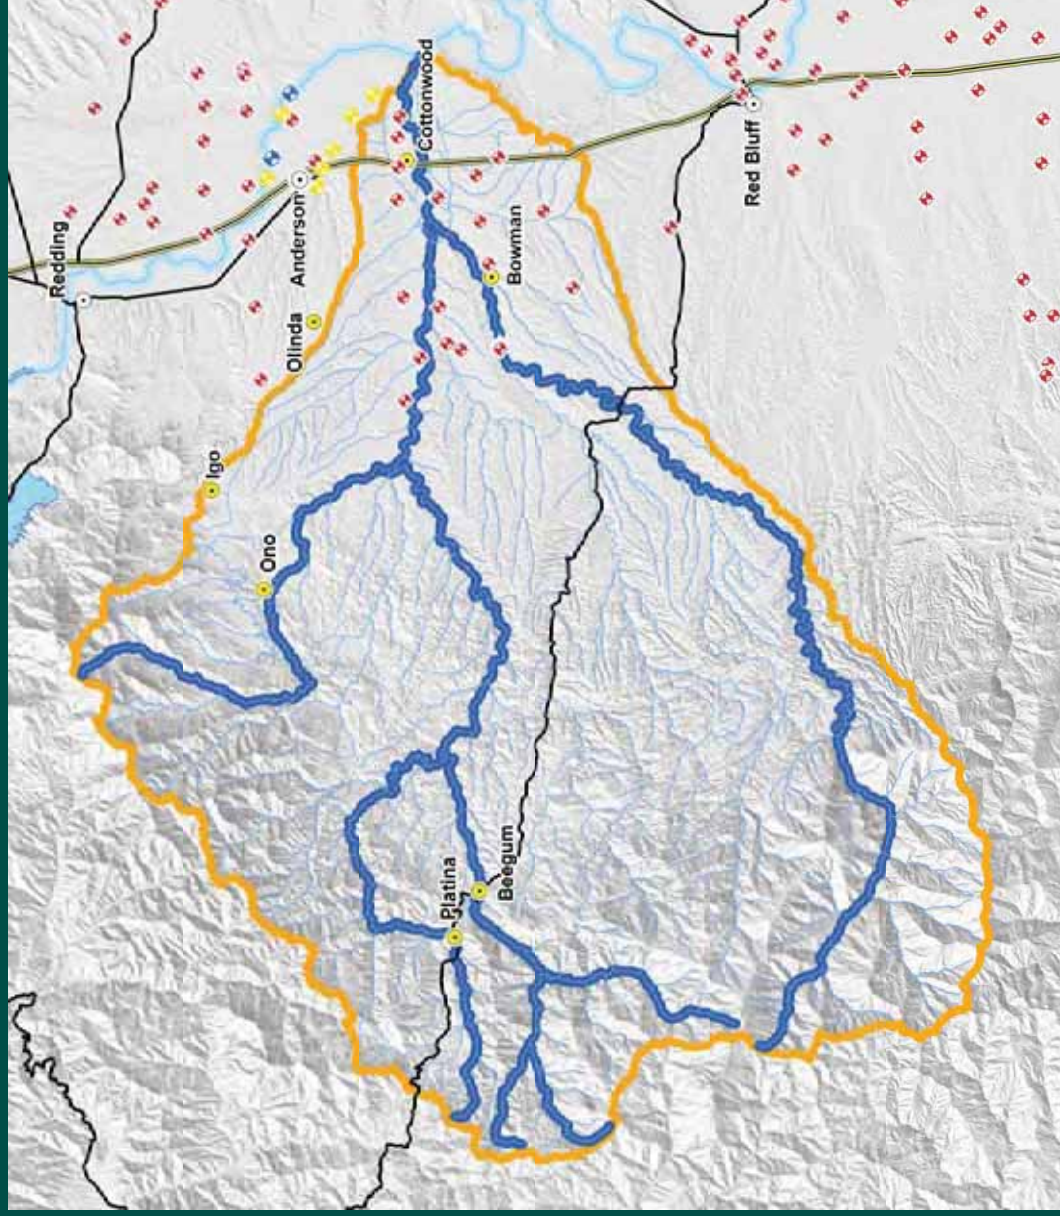 Redding
Anderson
Olinda
Igo
Ono
Cottonwood
Bowman
Red Bluff
Platina
Beegum